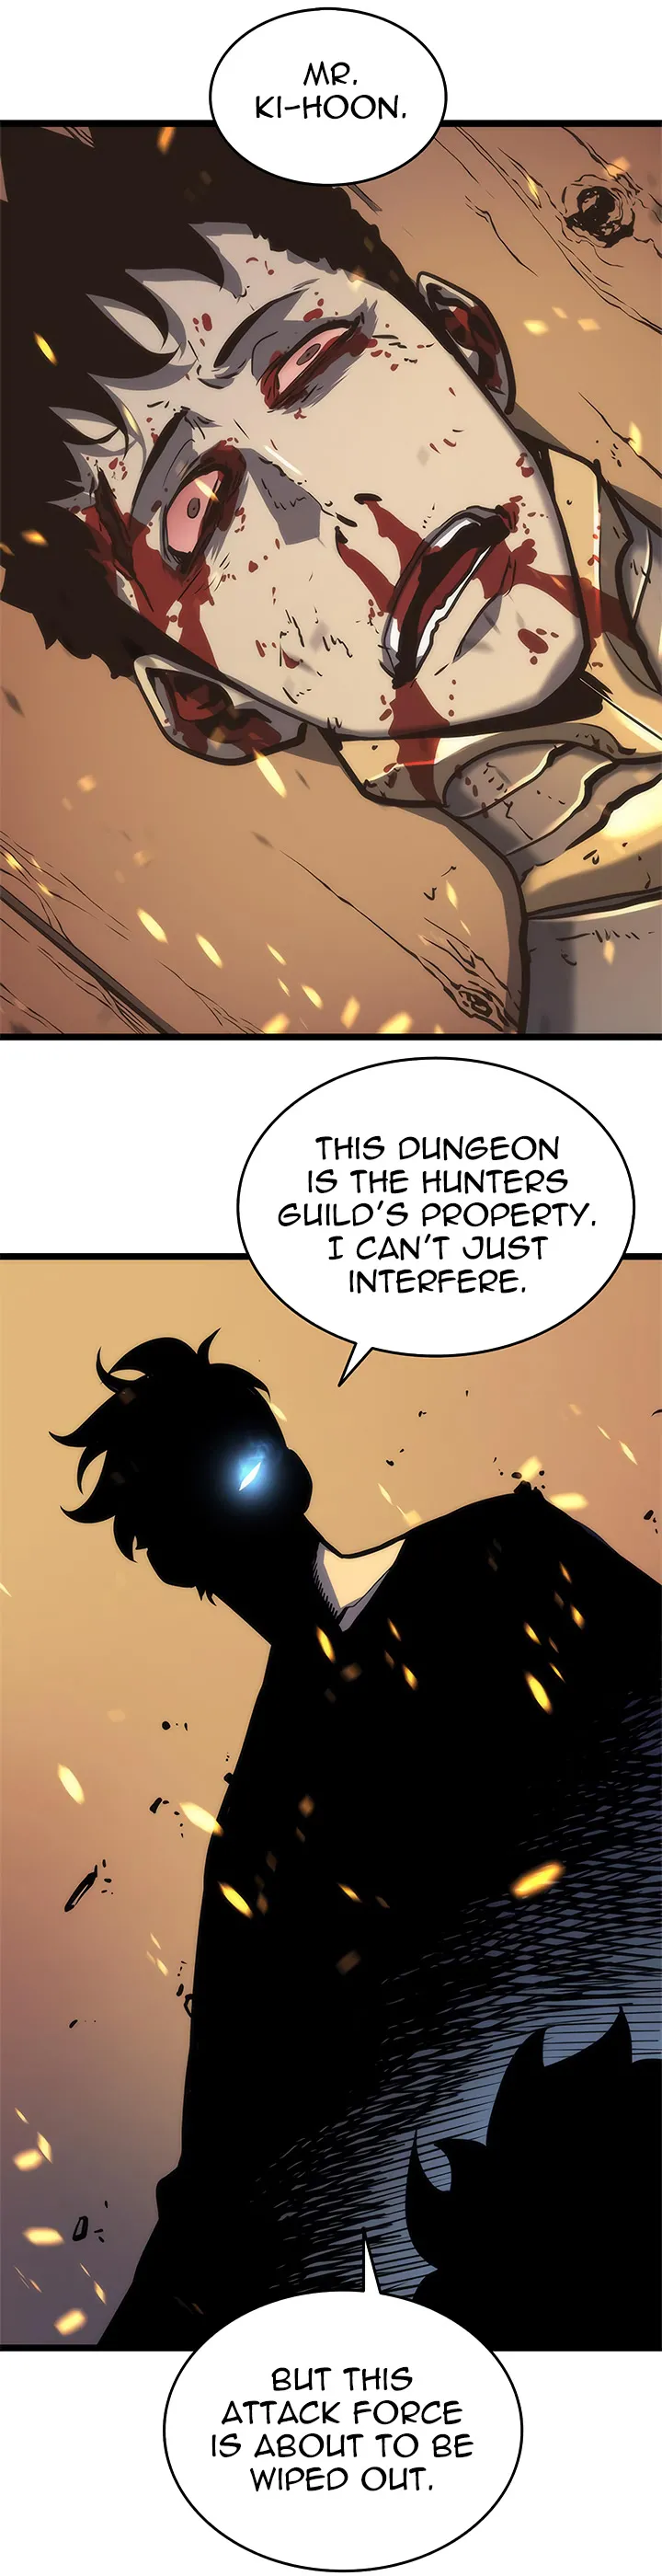 MR.
KI-HOON.
THIS DUNGEON
IS THE HUNTERS
GUILD'S PROPERTY.
I CAN'T JUST
INTERFERE.
BUT THIS
ATTACK FORCE
IS ABOUT TO BE
WIPED OUT.